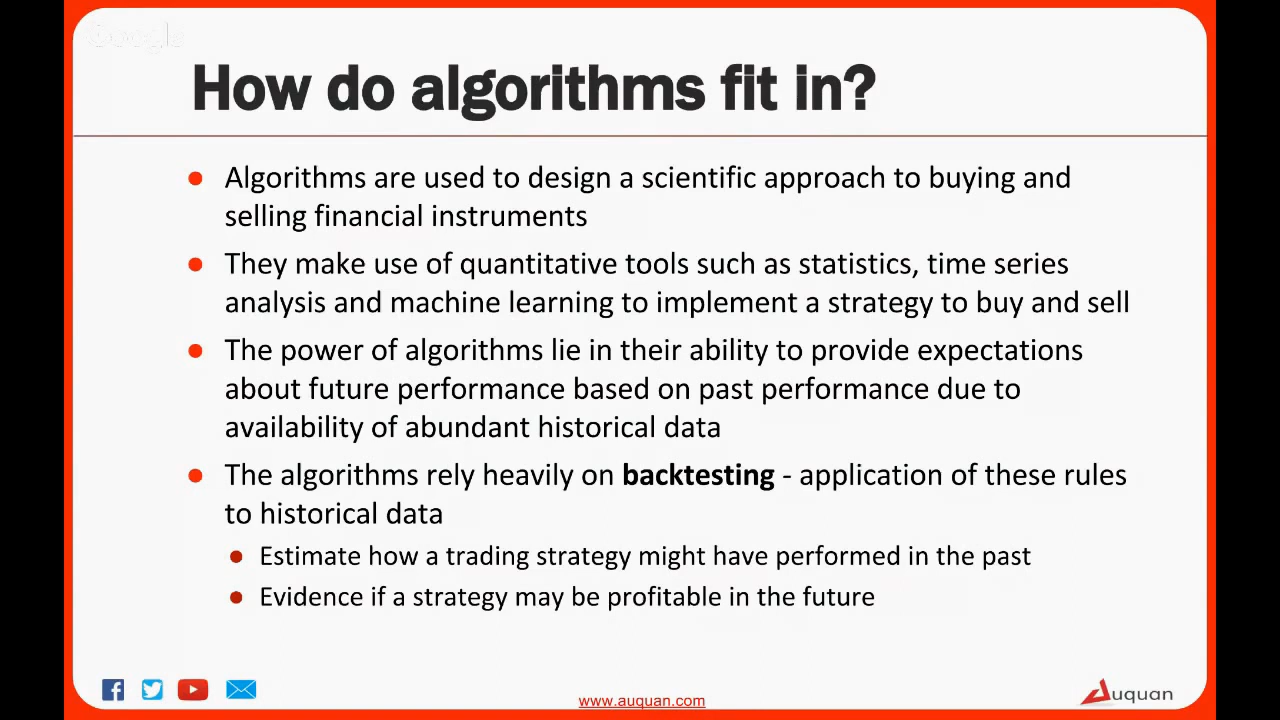 Google
How do algorithms fit in?
● Algorithms are used to design a scientific approach to buying and
selling financial instruments
● They make use of quantitative tools such as statistics, time series
analysis and machine learning to implement a strategy to buy and sell
● The power of algorithms lie in their ability to provide expectations
about future performance based on past performance due to
availability of abundant historical data
● The algorithms rely heavily on backtesting - application of these rules
to historical data
● Estimate how a trading strategy might have performed in the past
● Evidence if a strategy may be profitable in the future
www.auquan.com
Auquan